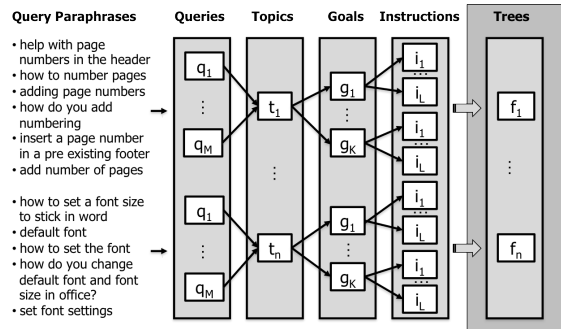 Query Paraphrases Queries Topics Goals Instructions Trees
• help with page
numbers in the header
• how to number pages
• adding page numbers
• how do you add
numbering
• insert a page number
in a pre existing footer
• add number of pages
q1
⋮
qM
t1
g1
⋮
gK
i1
...
iL
i1
...
iL
f1
⋮
⋮
• how to set a font size
to stick in word
• default font
• how to set the font
• how do you change
default font and font
size in office?
• set font settings
q1
⋮
qM
tn
g1
⋮
gK
i1
...
iL
i1
...
iL
fn